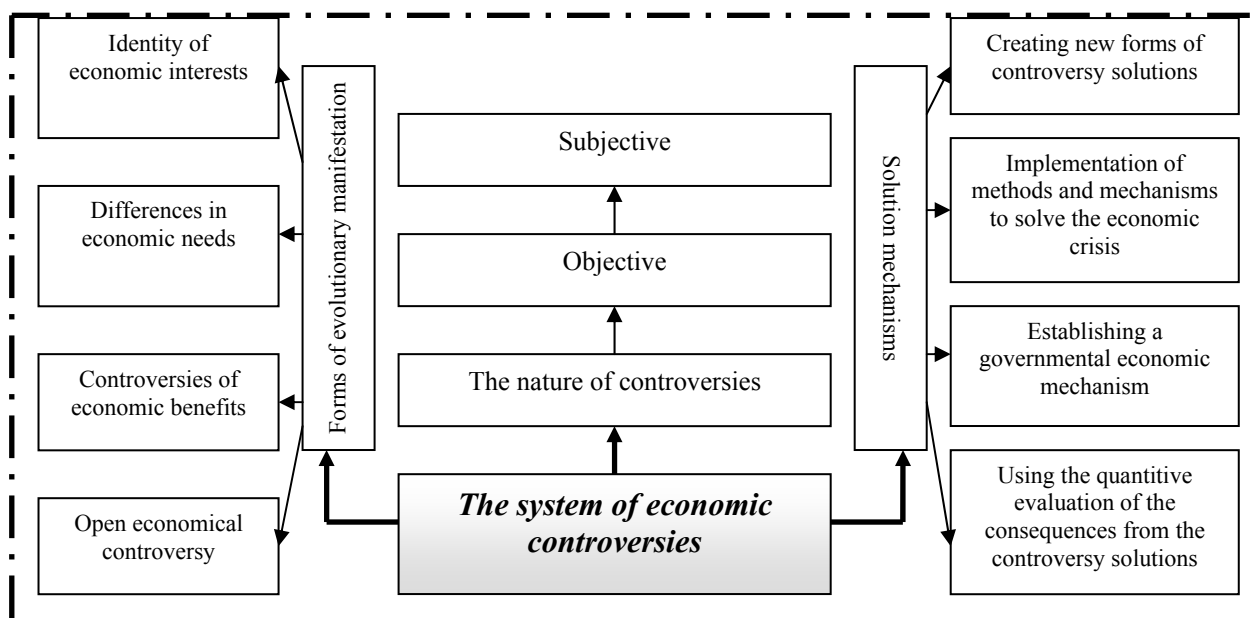 Identity of
economic interests
Differences in
economic needs
Controversies of
economic benefits
Open economical
controversy
Forms of evolutionary manifestation
Subjective
Objective
The nature of controversies
The system of economic
controversies
Solution mechanisms
Creating new forms of
controversy solutions
Implementation of
methods and mechanisms
to solve the economic
crisis
Establishing a
governmental economic
mechanism
Using the quantitive
evaluation of the
consequences from the
controversy solutions